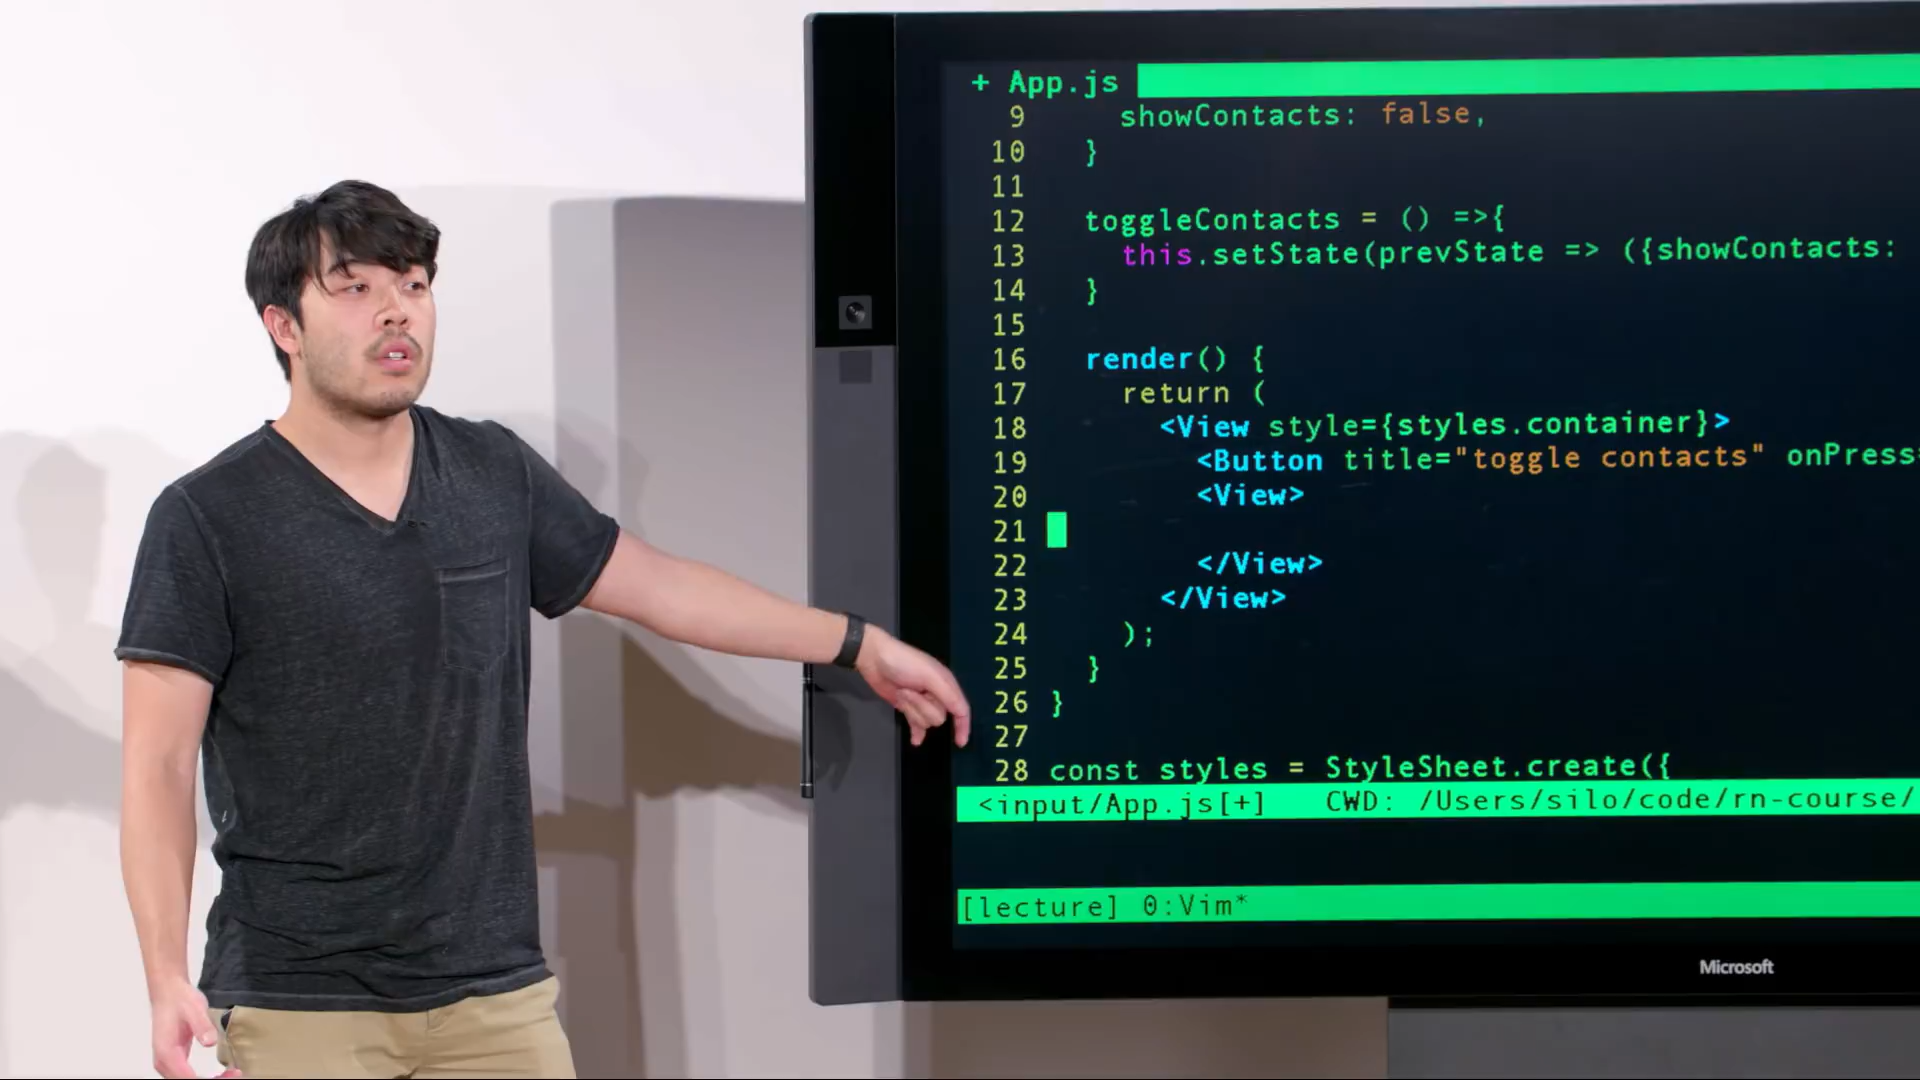 + App.js
9 showContacts: false,
10 }
11
12 toggleContacts = () =>{
13 this.setState(prevState => ({showContacts:
14 }
15
16 render() {
17 return (
18 <View style={styles.container}>
19 <Button title="toggle contacts" onPress=
20 <View>
21
22 </View>
23 </View>
24 );
25 }
26 }
27
28 const styles = StyleSheet.create({
<input/App.js[+] CWD: /Users/silo/code/rn-course/
[lecture] 0:Vim*
Microsoft